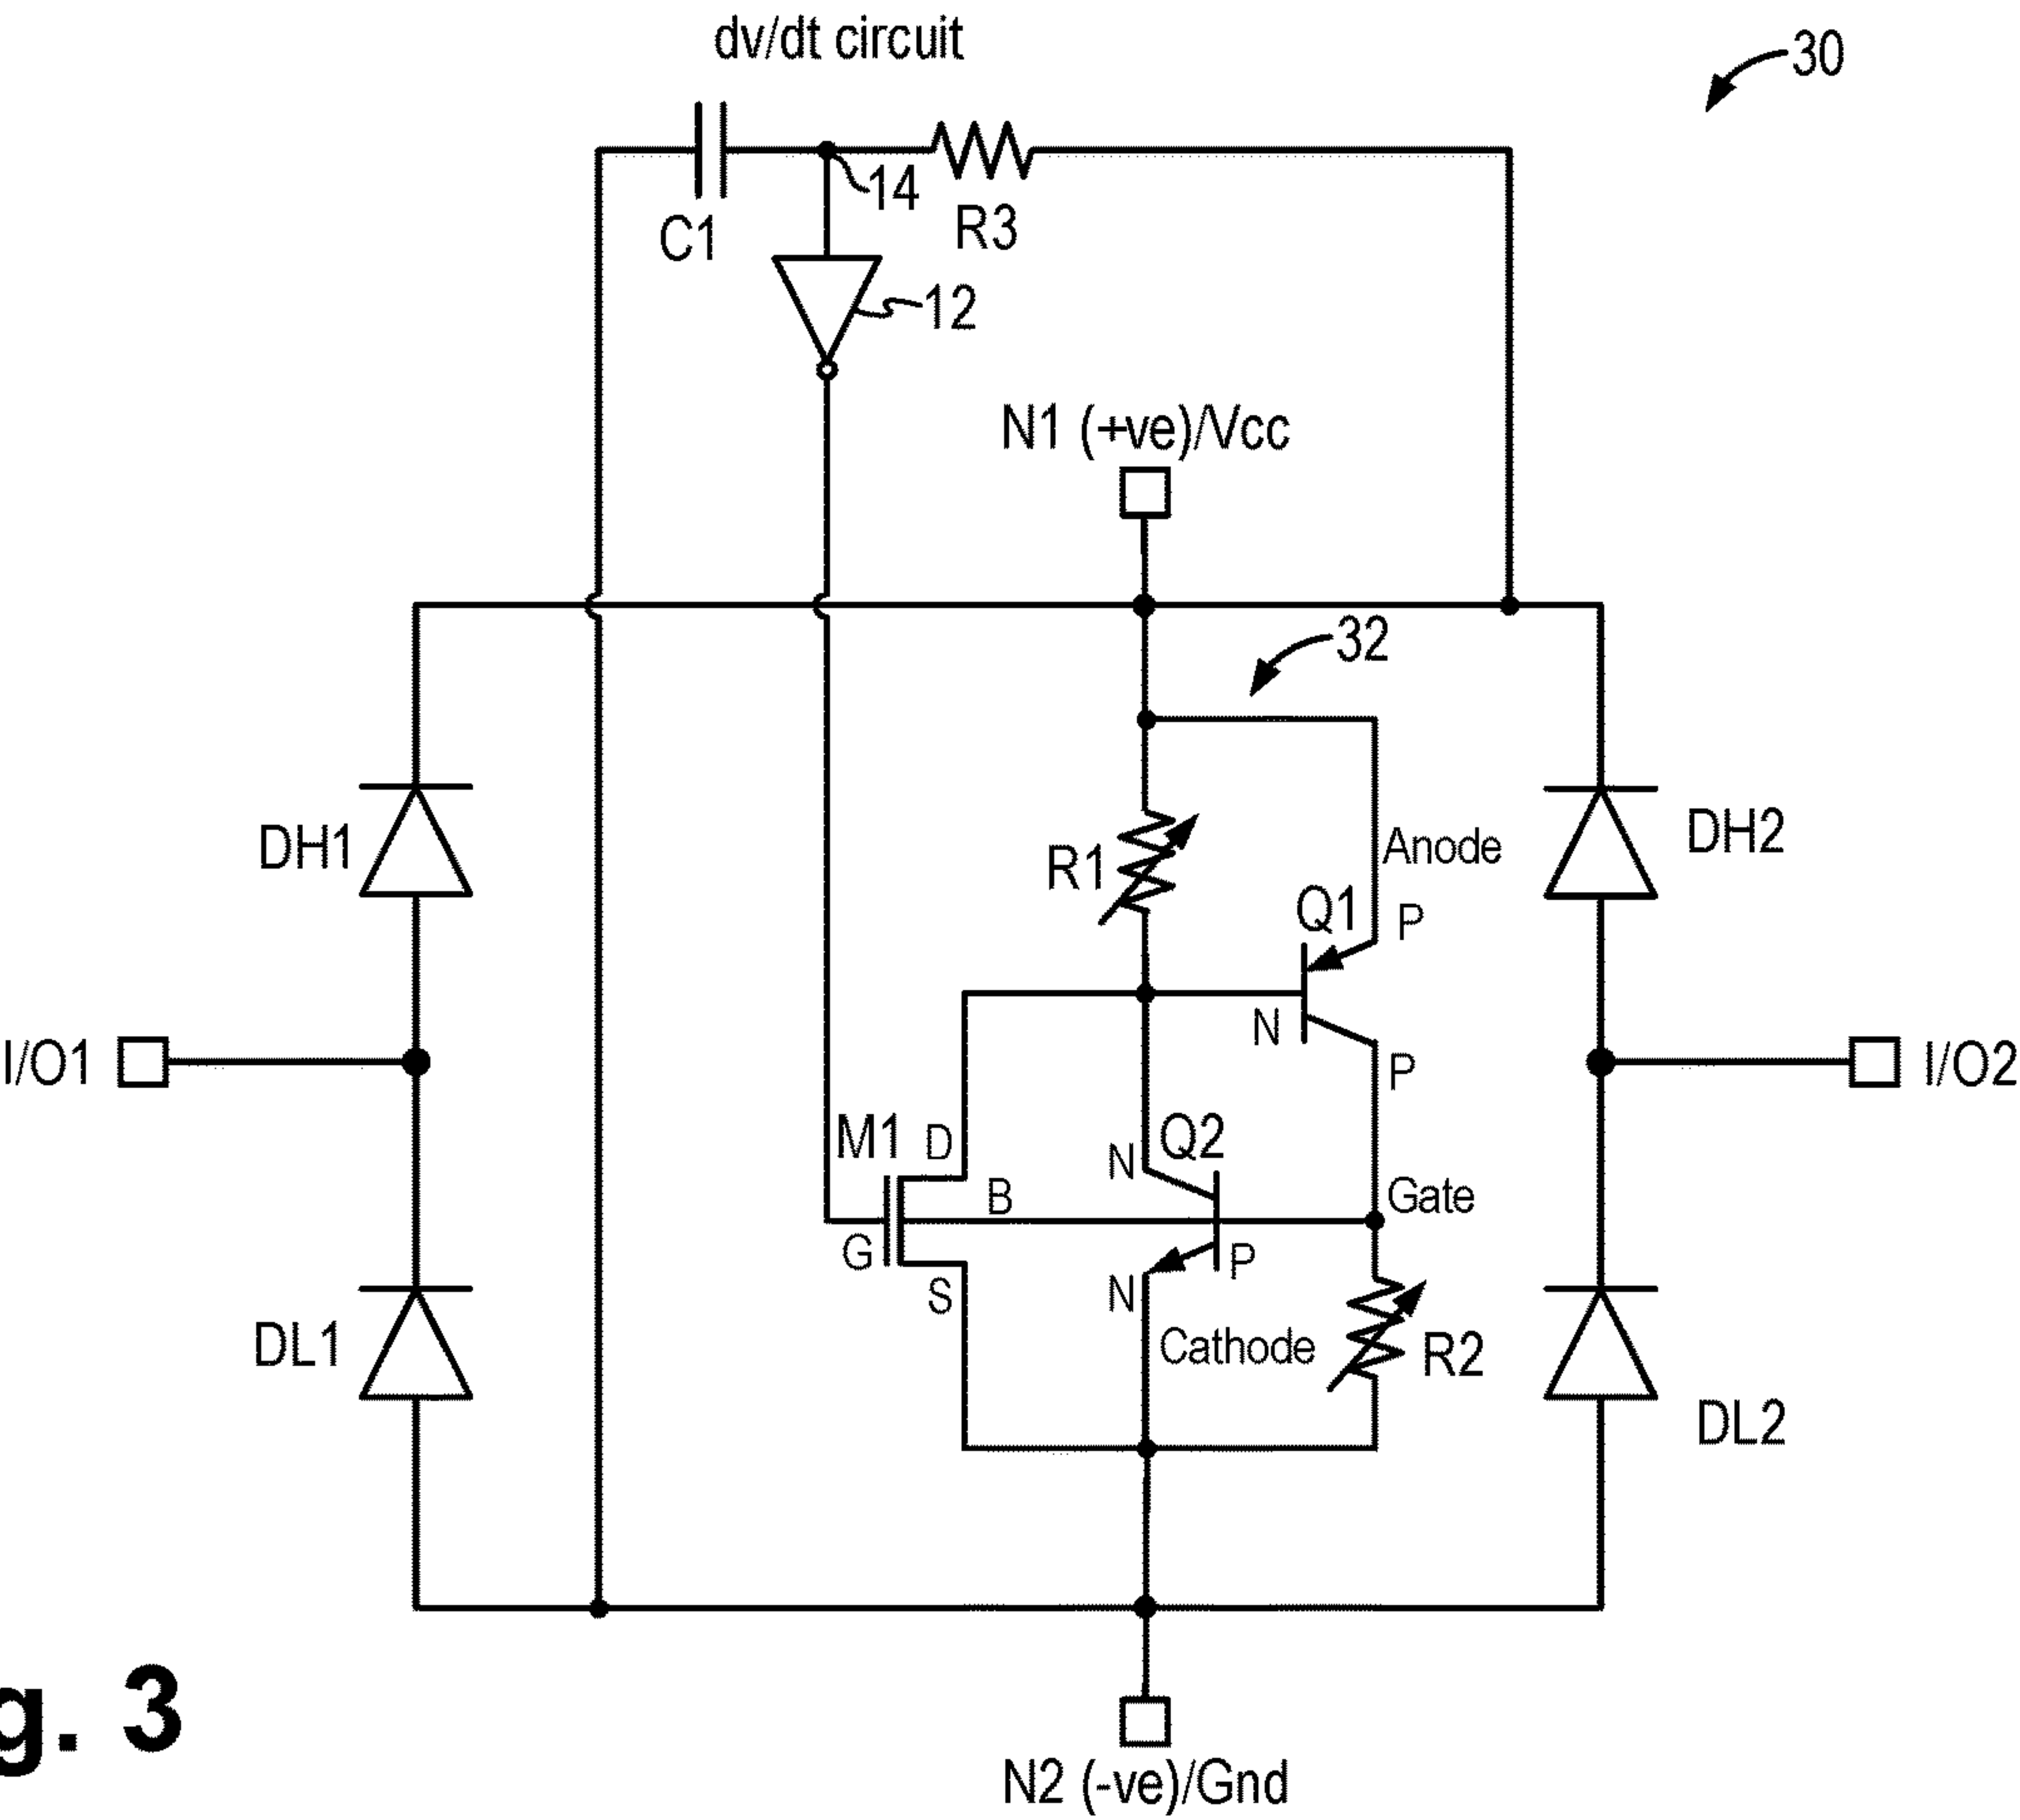 dv/dt circuit
30
14
C1
R3
12
N1 (+ve)/Vcc
32
DH1
R1
Anode
DH2
Q1
P
N
I/O1
P
I/O2
M1
D
Q2
N
B
Gate
G
P
S
N
Cathode
R2
DL1
DL2
g. 3
N2 (-ve)/Gnd